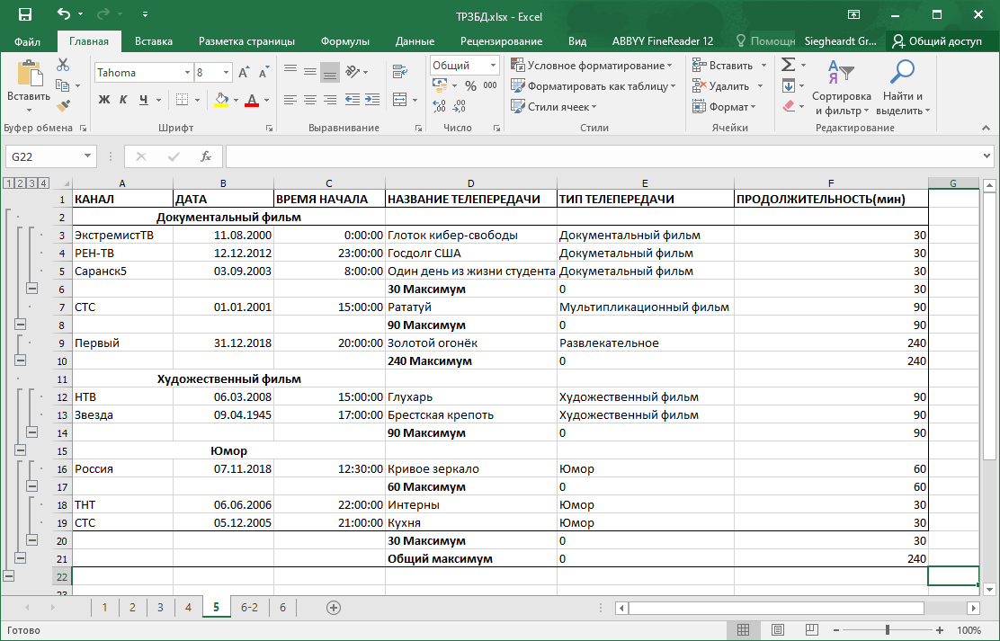 ТРЗБД.xlsx - Excel
Файл Главная Вставка Разметка страницы Формулы Данные Рецензирование Вид ABBYY FineReader 12 Помощн Siegheardt Gr... Общий доступ
Вставить
Буфер обмена
Tahoma 8
Ж К Ч
Шрифт
Выравнивание
Общий
% 000
Число
Условное форматирование
Форматировать как таблицу
Стили ячеек
Стили
Вставить
Удалить
Формат
Ячейки
Сортировка и фильтр
Найти и выделить
Редактирование
G22 fx
1 2 3 4
A B C D E F G
1 КАНАЛ ДАТА ВРЕМЯ НАЧАЛА НАЗВАНИЕ ТЕЛЕПЕРЕДАЧИ ТИП ТЕЛЕПЕРЕДАЧИ ПРОДОЛЖИТЕЛЬНОСТЬ(мин)
2 Документальный фильм
3 ЭкстремистТВ 11.08.2000 0:00:00 Глоток кибер-свободы Документальный фильм 30
4 РЕН-ТВ 12.12.2012 23:00:00 Госдолг США Докуметальный фильм 30
5 Саранск5 03.09.2003 8:00:00 Один день из жизни студента Докуметальный фильм 30
6 30 Максимум 0 30
7 СТС 01.01.2001 15:00:00 Рататуй Мультипликационный фильм 90
8 90 Максимум 0 90
9 Первый 31.12.2018 20:00:00 Золотой огонёк Развлекательное 240
10 240 Максимум 0 240
11 Художественный фильм
12 НТВ 06.03.2008 15:00:00 Глухарь Художественный фильм 90
13 Звезда 09.04.1945 17:00:00 Брестская крепоть Художественный фильм 90
14 90 Максимум 0 90
15 Юмор
16 Россия 07.11.2018 12:30:00 Кривое зеркало Юмор 60
17 60 Максимум 0 60
18 ТНТ 06.06.2006 22:00:00 Интерны Юмор 30
19 СТС 05.12.2005 21:00:00 Кухня Юмор 30
20 30 Максимум 0 30
21 Общий максимум 0 240
22
23
1 2 3 4 5 6-2 6
Готово 100%